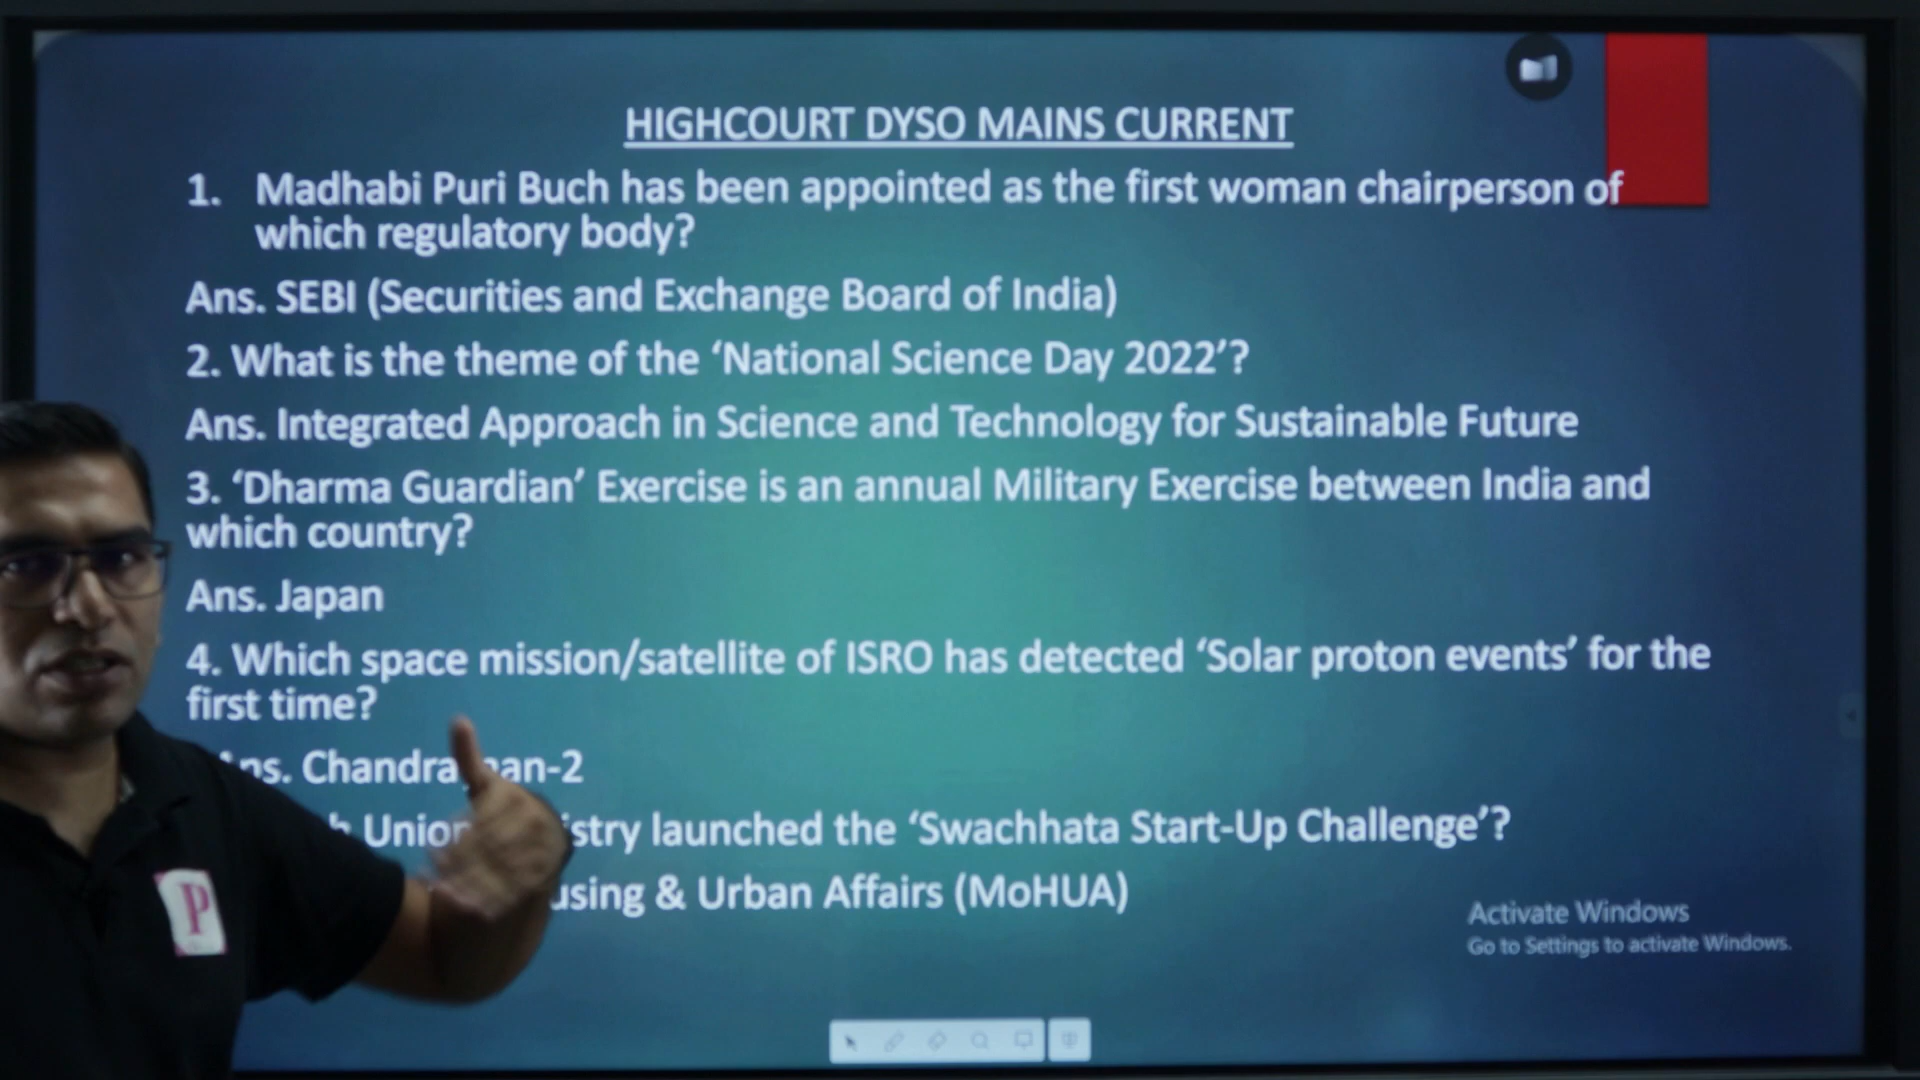 HIGHCOURT DYSO MAINS CURRENT
1. Madhabi Puri Buch has been appointed as the first woman chairperson of
which regulatory body?
Ans. SEBI (Securities and Exchange Board of India)
2. What is the theme of the ‘National Science Day 2022’?
Ans. Integrated Approach in Science and Technology for Sustainable Future
3. ‘Dharma Guardian’ Exercise is an annual Military Exercise between India and
which country?
Ans. Japan
4. Which space mission/satellite of ISRO has detected ‘Solar proton events’ for the
first time?
launched the ‘Swachhata Start-Up Challenge’?
& Urban Affairs (MoHUA)
Activate Windows
Go to Settings to activate Windows.
P